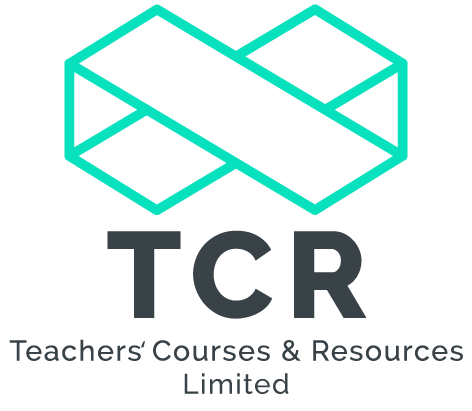 TCR
Teachers‘ Courses & Resources
Limited